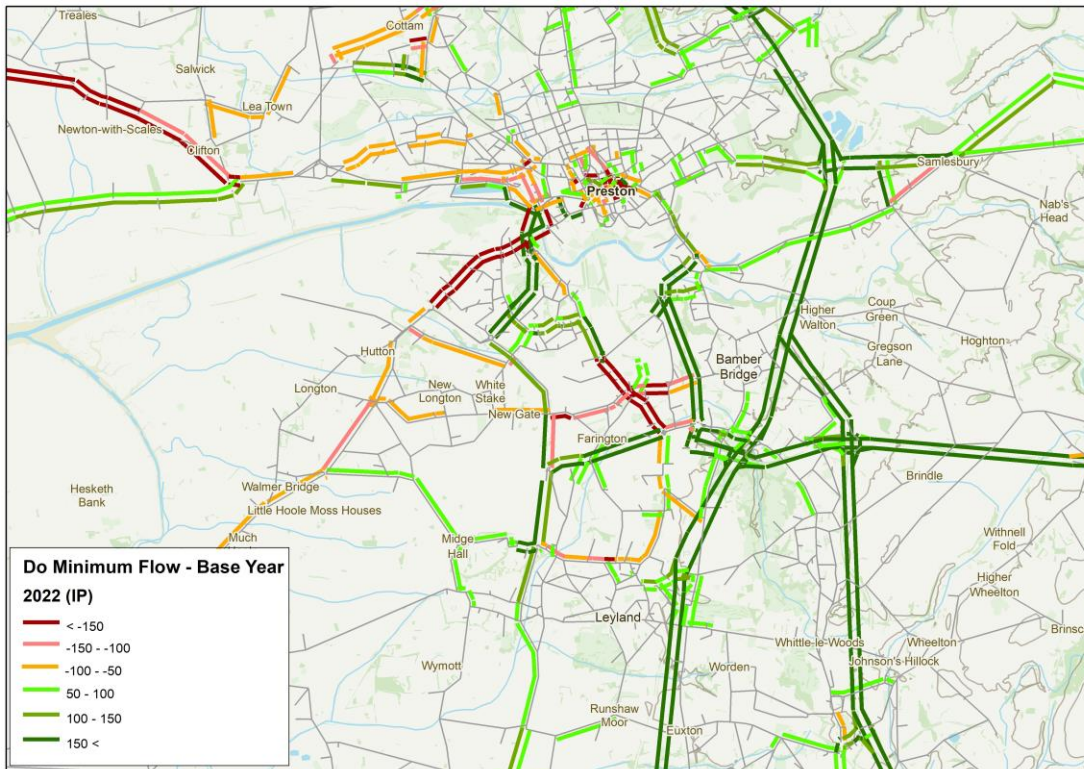 Treales
Cottam
Salwick
Lea Town
Newton-with-Scales
Clifton
Samlesbury
Preston
Nab's
Head
Higher
Walton
Coup
Green
Gregson
Lane
Hoghton
Hutton
Bamber
Bridge
Longton
New
Longton
White
Stake
New Gate
Farington
Walmer Bridge
Brindle
Hesketh
Bank
Little Hoole Moss Houses
Much
Midge
Hall
Withnell
Fold
Higher
Wheelton
Leyland
Whittle-le-Woods
Wheelton
Brinsc
Johnson's Hillock
Wymott
Worden
Runshaw
Moor
Euxton
Do Minimum Flow - Base Year
2022 (IP)
< -150
-150 - -100
-100 - -50
50 - 100
100 - 150
150 <